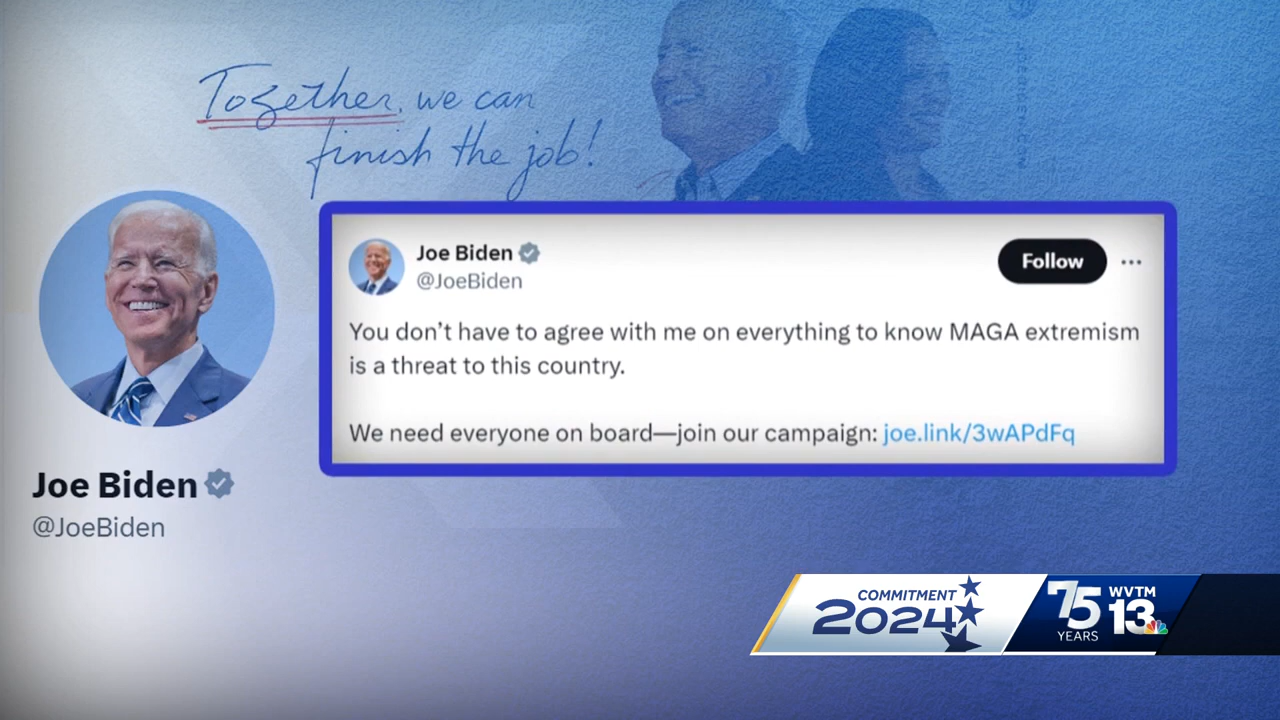 Together, we can
finish the job!
Joe Biden
@JoeBiden
Follow
You don't have to agree with me on everything to know MAGA extremism
is a threat to this country.
We need everyone on board—join our campaign: joe.link/3wAPdFq
Joe Biden
@JoeBiden
COMMITMENT
2024
75
YEARS
WVTM
13